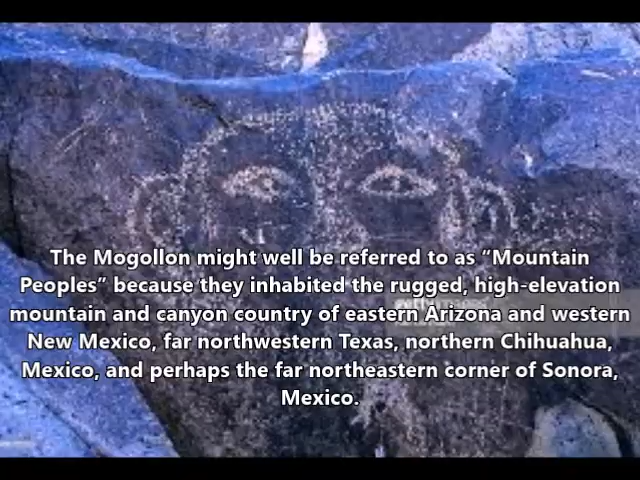 The Mogollon might well be referred to as “Mountain
Peoples” because they inhabited the rugged, high-elevation
mountain and canyon country of eastern Arizona and western
New Mexico, far northwestern Texas, northern Chihuahua,
Mexico, and perhaps the far northeastern corner of Sonora,
Mexico.